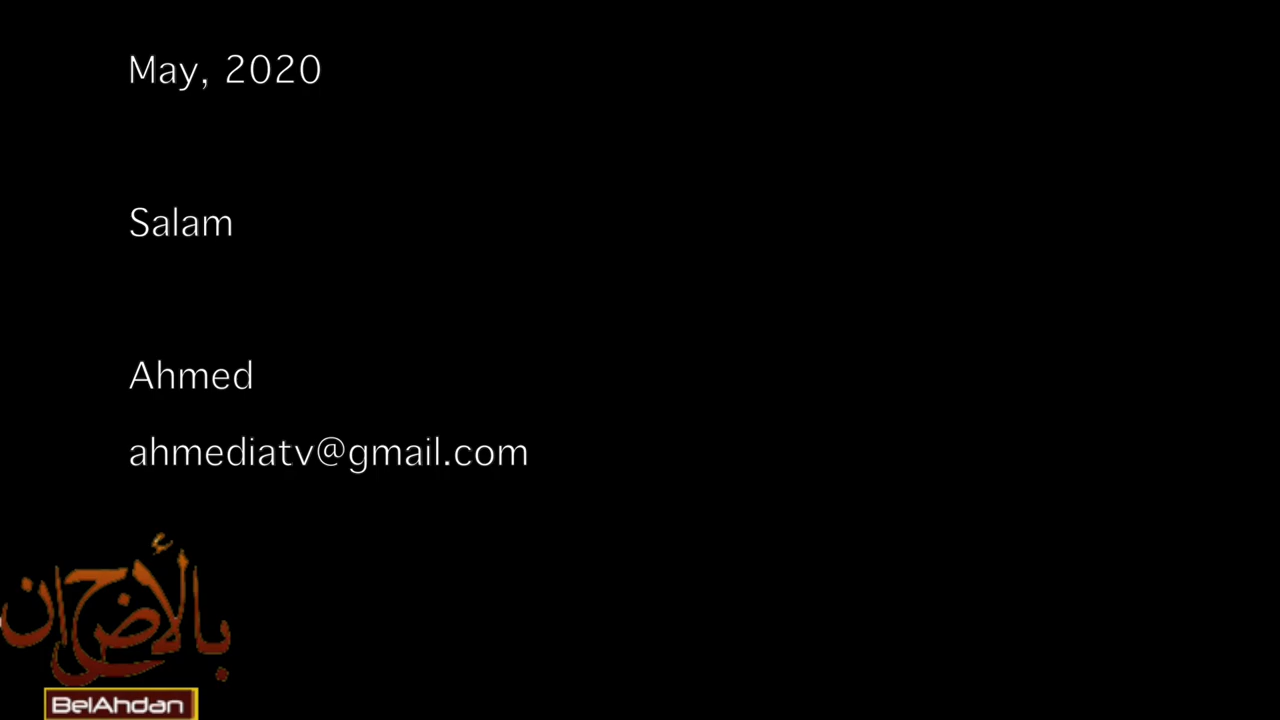 May, 2020
Salam
Ahmed
ahmediatv@gmail.com
بالأحضان
BelAhdan